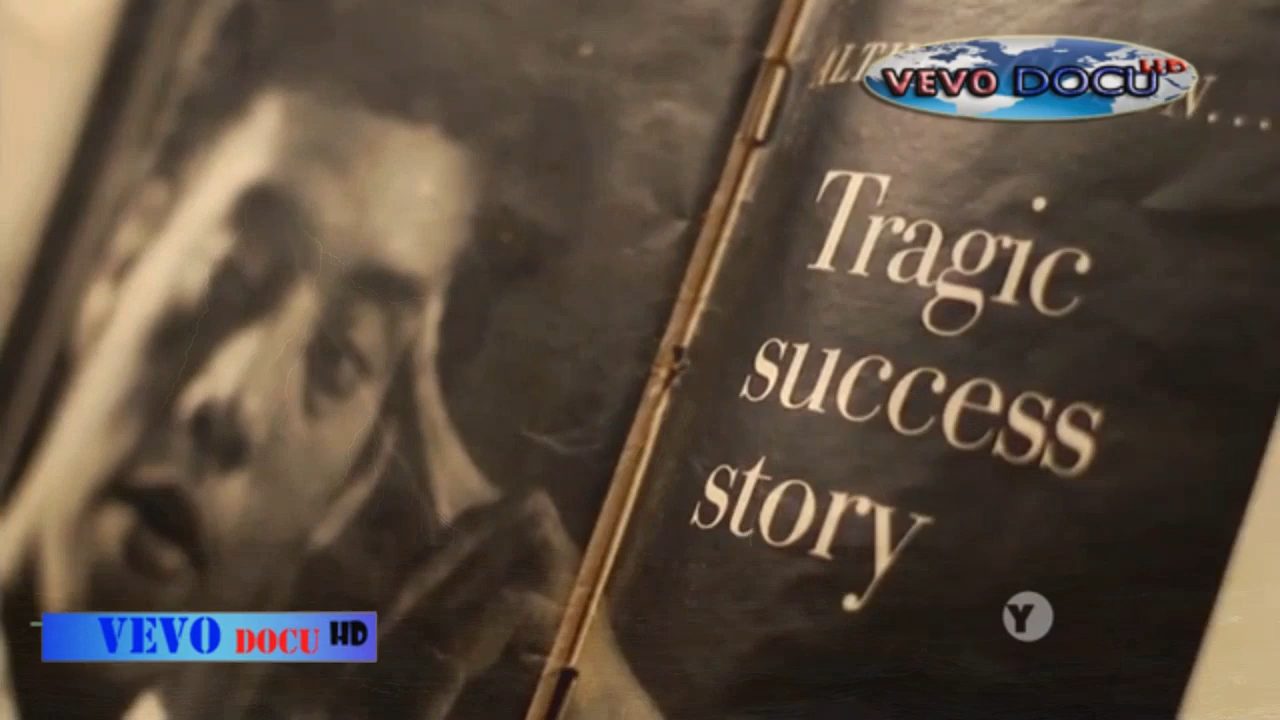 VEVO DOCU HD
Tragic
success
story
Y
VEVO DOCU HD